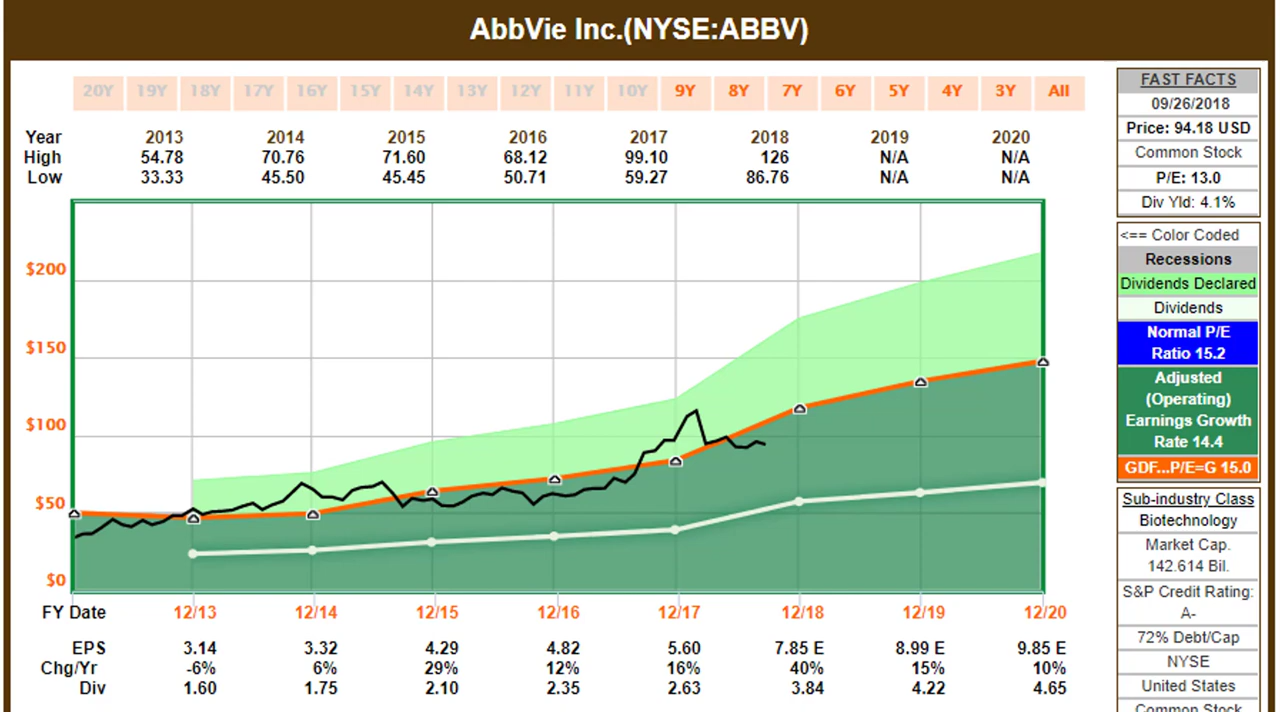 AbbVie Inc.(NYSE:ABBV)
20Y 19Y 18Y 17Y 16Y 15Y 14Y 13Y 12Y 11Y 10Y 9Y 8Y 7Y 6Y 5Y 4Y 3Y All
Year 2013 2014 2015 2016 2017 2018 2019 2020
High 54.78 70.76 71.60 68.12 99.10 126 N/A N/A
Low 33.33 45.50 45.45 50.71 59.27 86.76 N/A N/A
$200
$150
$100
$50
$0
FY Date 12/13 12/14 12/15 12/16 12/17 12/18 12/19 12/20
EPS 3.14 3.32 4.29 4.82 5.60 7.85 E 8.99 E 9.85 E
Chg/Yr -6% 6% 29% 12% 16% 40% 15% 10%
Div 1.60 1.75 2.10 2.35 2.63 3.84 4.22 4.65
FAST FACTS
09/26/2018
Price: 94.18 USD
Common Stock
P/E: 13.0
Div Yld: 4.1%
<== Color Coded
Recessions
Dividends Declared
Dividends
Normal P/E
Ratio 15.2
Adjusted
(Operating)
Earnings Growth
Rate 14.4
GDF...P/E=G 15.0
Sub-industry Class
Biotechnology
Market Cap.
142.614 Bil.
S&P Credit Rating:
A-
72% Debt/Cap
NYSE
United States
Common Stock